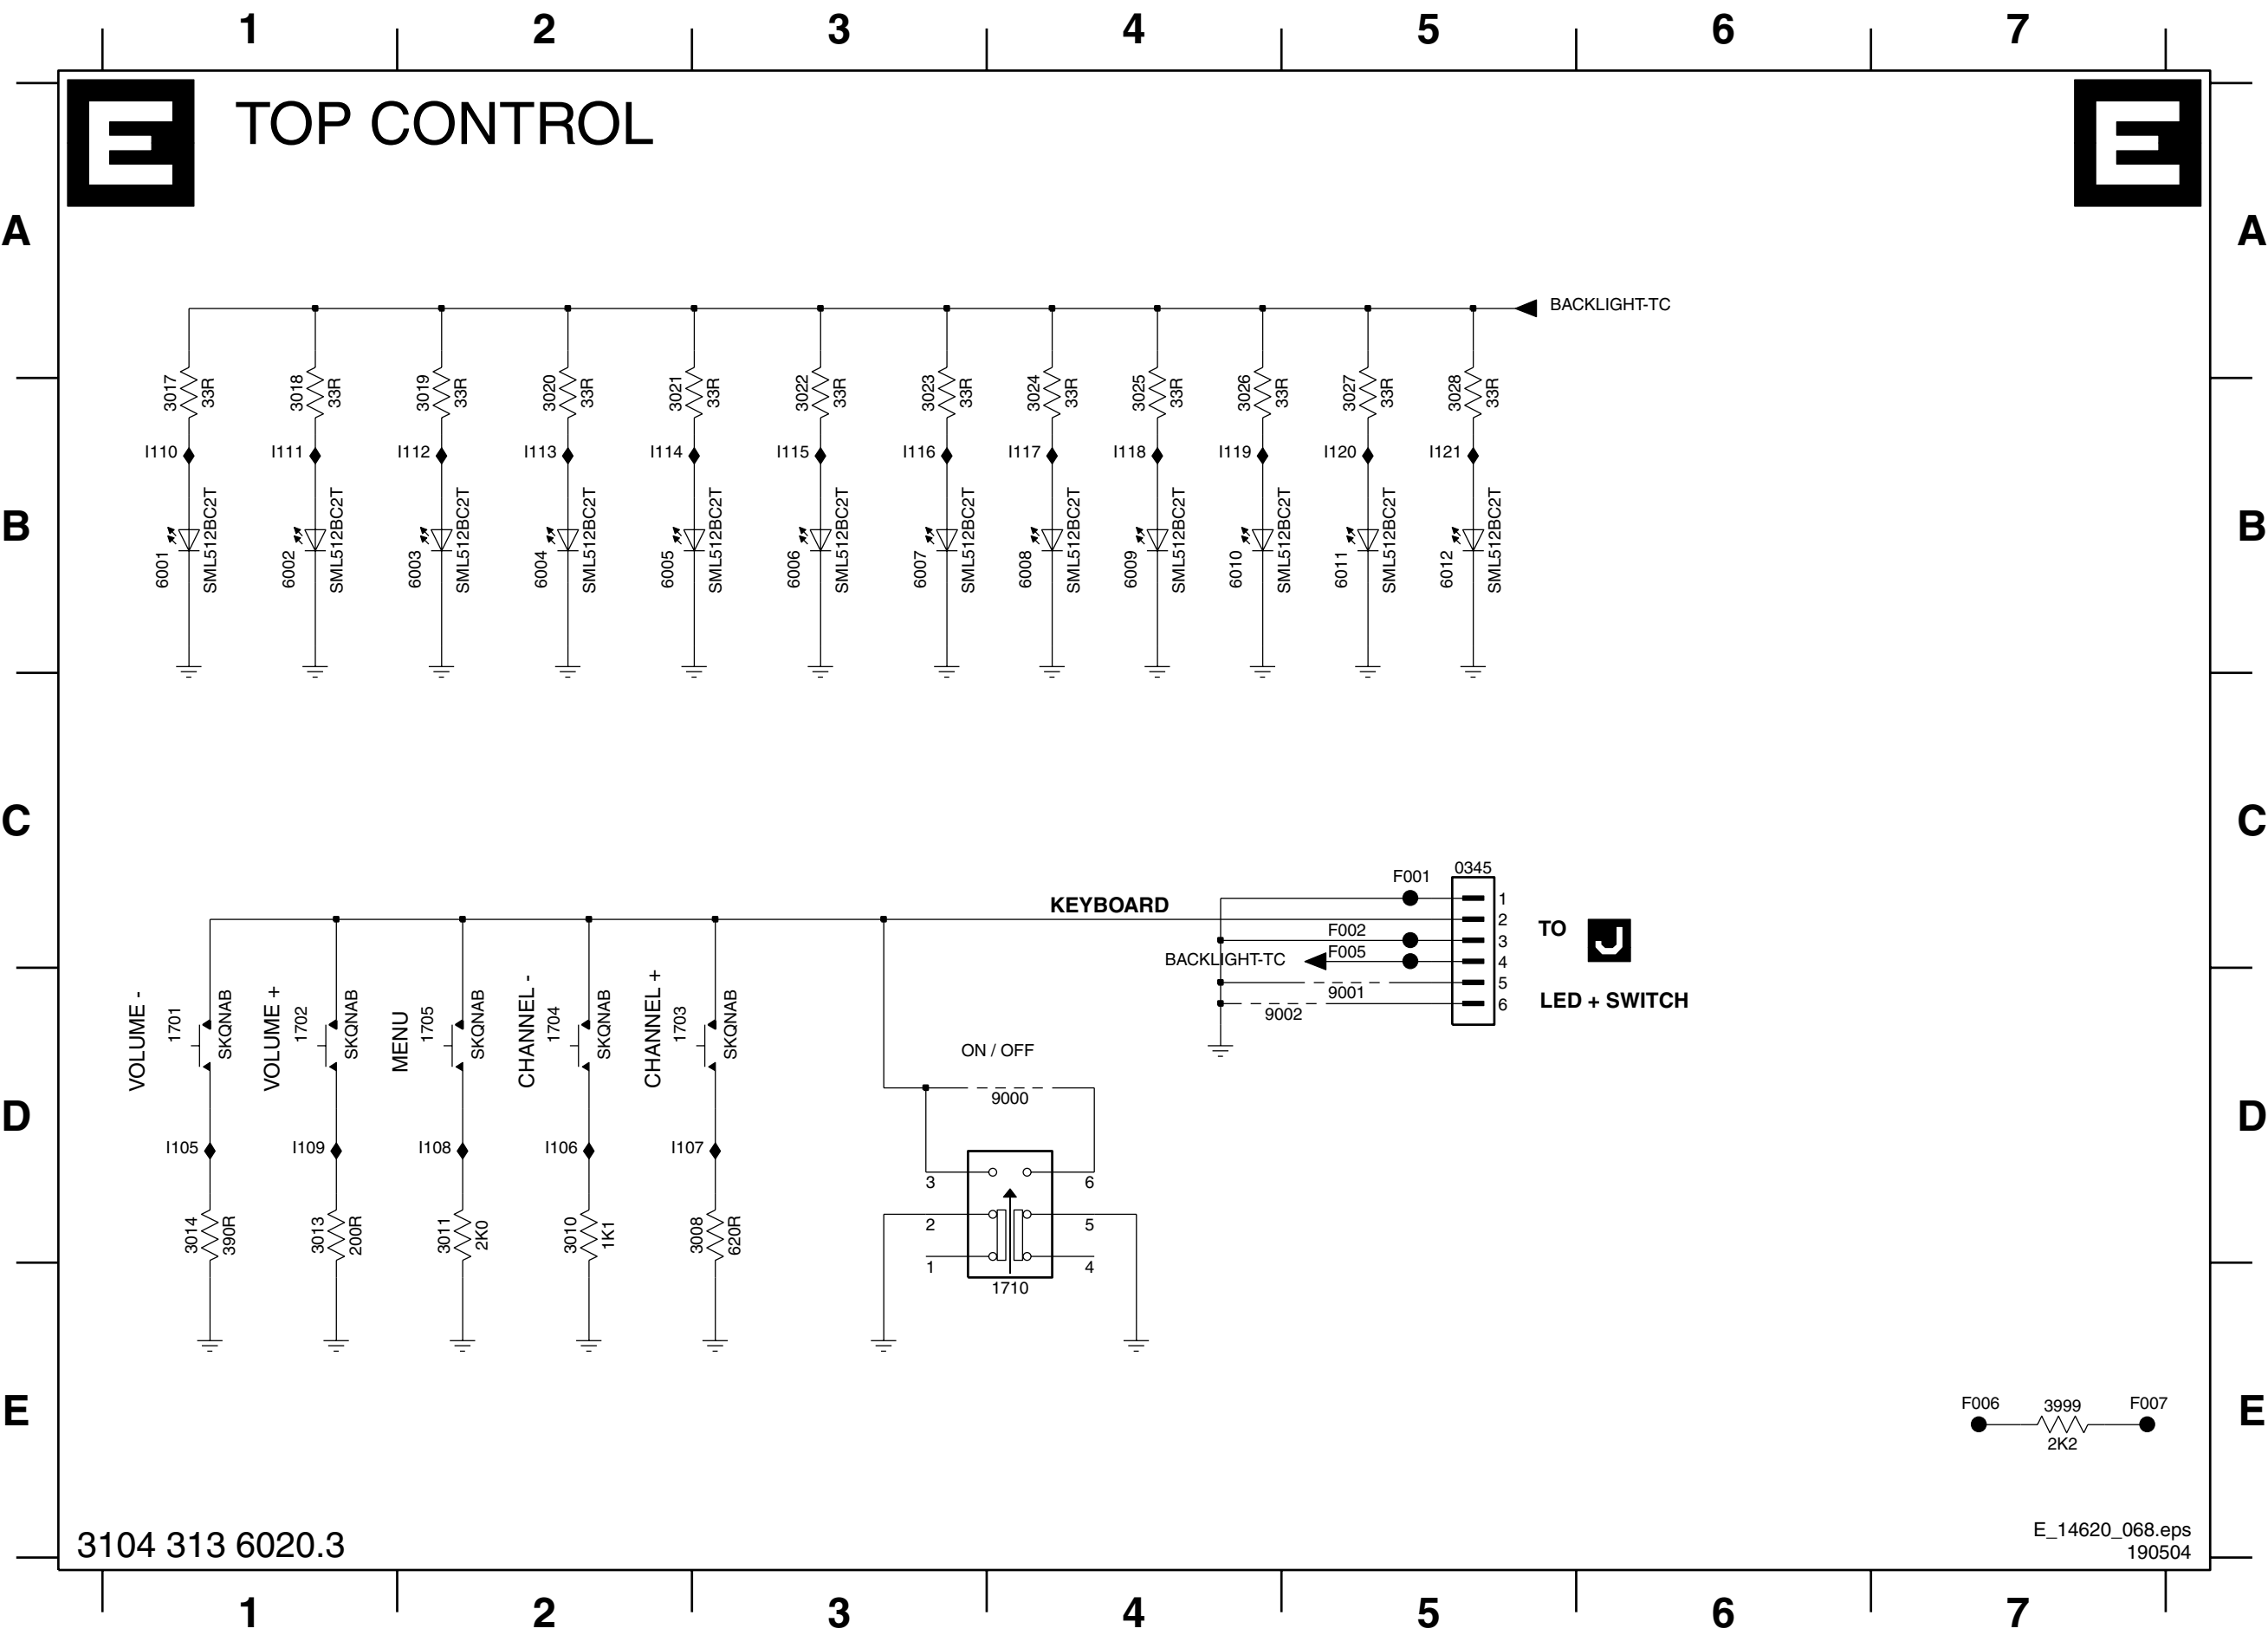 1 2 3 4 5 6 7
E TOP CONTROL E
A A
BACKLIGHT-TC
3017 33R 3018 33R 3019 33R 3020 33R 3021 33R 3022 33R 3023 33R 3024 33R 3025 33R 3026 33R 3027 33R 3028 33R
I110 I111 I112 I113 I114 I115 I116 I117 I118 I119 I120 I121
B B
6001 SML512BC2T 6002 SML512BC2T 6003 SML512BC2T 6004 SML512BC2T 6005 SML512BC2T 6006 SML512BC2T 6007 SML512BC2T 6008 SML512BC2T 6009 SML512BC2T 6010 SML512BC2T 6011 SML512BC2T 6012 SML512BC2T
C C
0345
F001 1
KEYBOARD 2
F002 3
BACKLIGHT-TC F005 4
9001 5
9002 6
TO J
LED + SWITCH
VOLUME - 1701 SKQNAB VOLUME + 1702 SKQNAB MENU 1705 SKQNAB CHANNEL - 1704 SKQNAB CHANNEL + 1703 SKQNAB
ON / OFF
9000
D D
I105 I109 I108 I106 I107
3 6
2 5
1 4
1710
3014 390R 3013 200R 3011 2K0 3010 1K1 3008 620R
E E
F006 3999 F007
2K2
3104 313 6020.3
E_14620_068.eps
190504
1 2 3 4 5 6 7